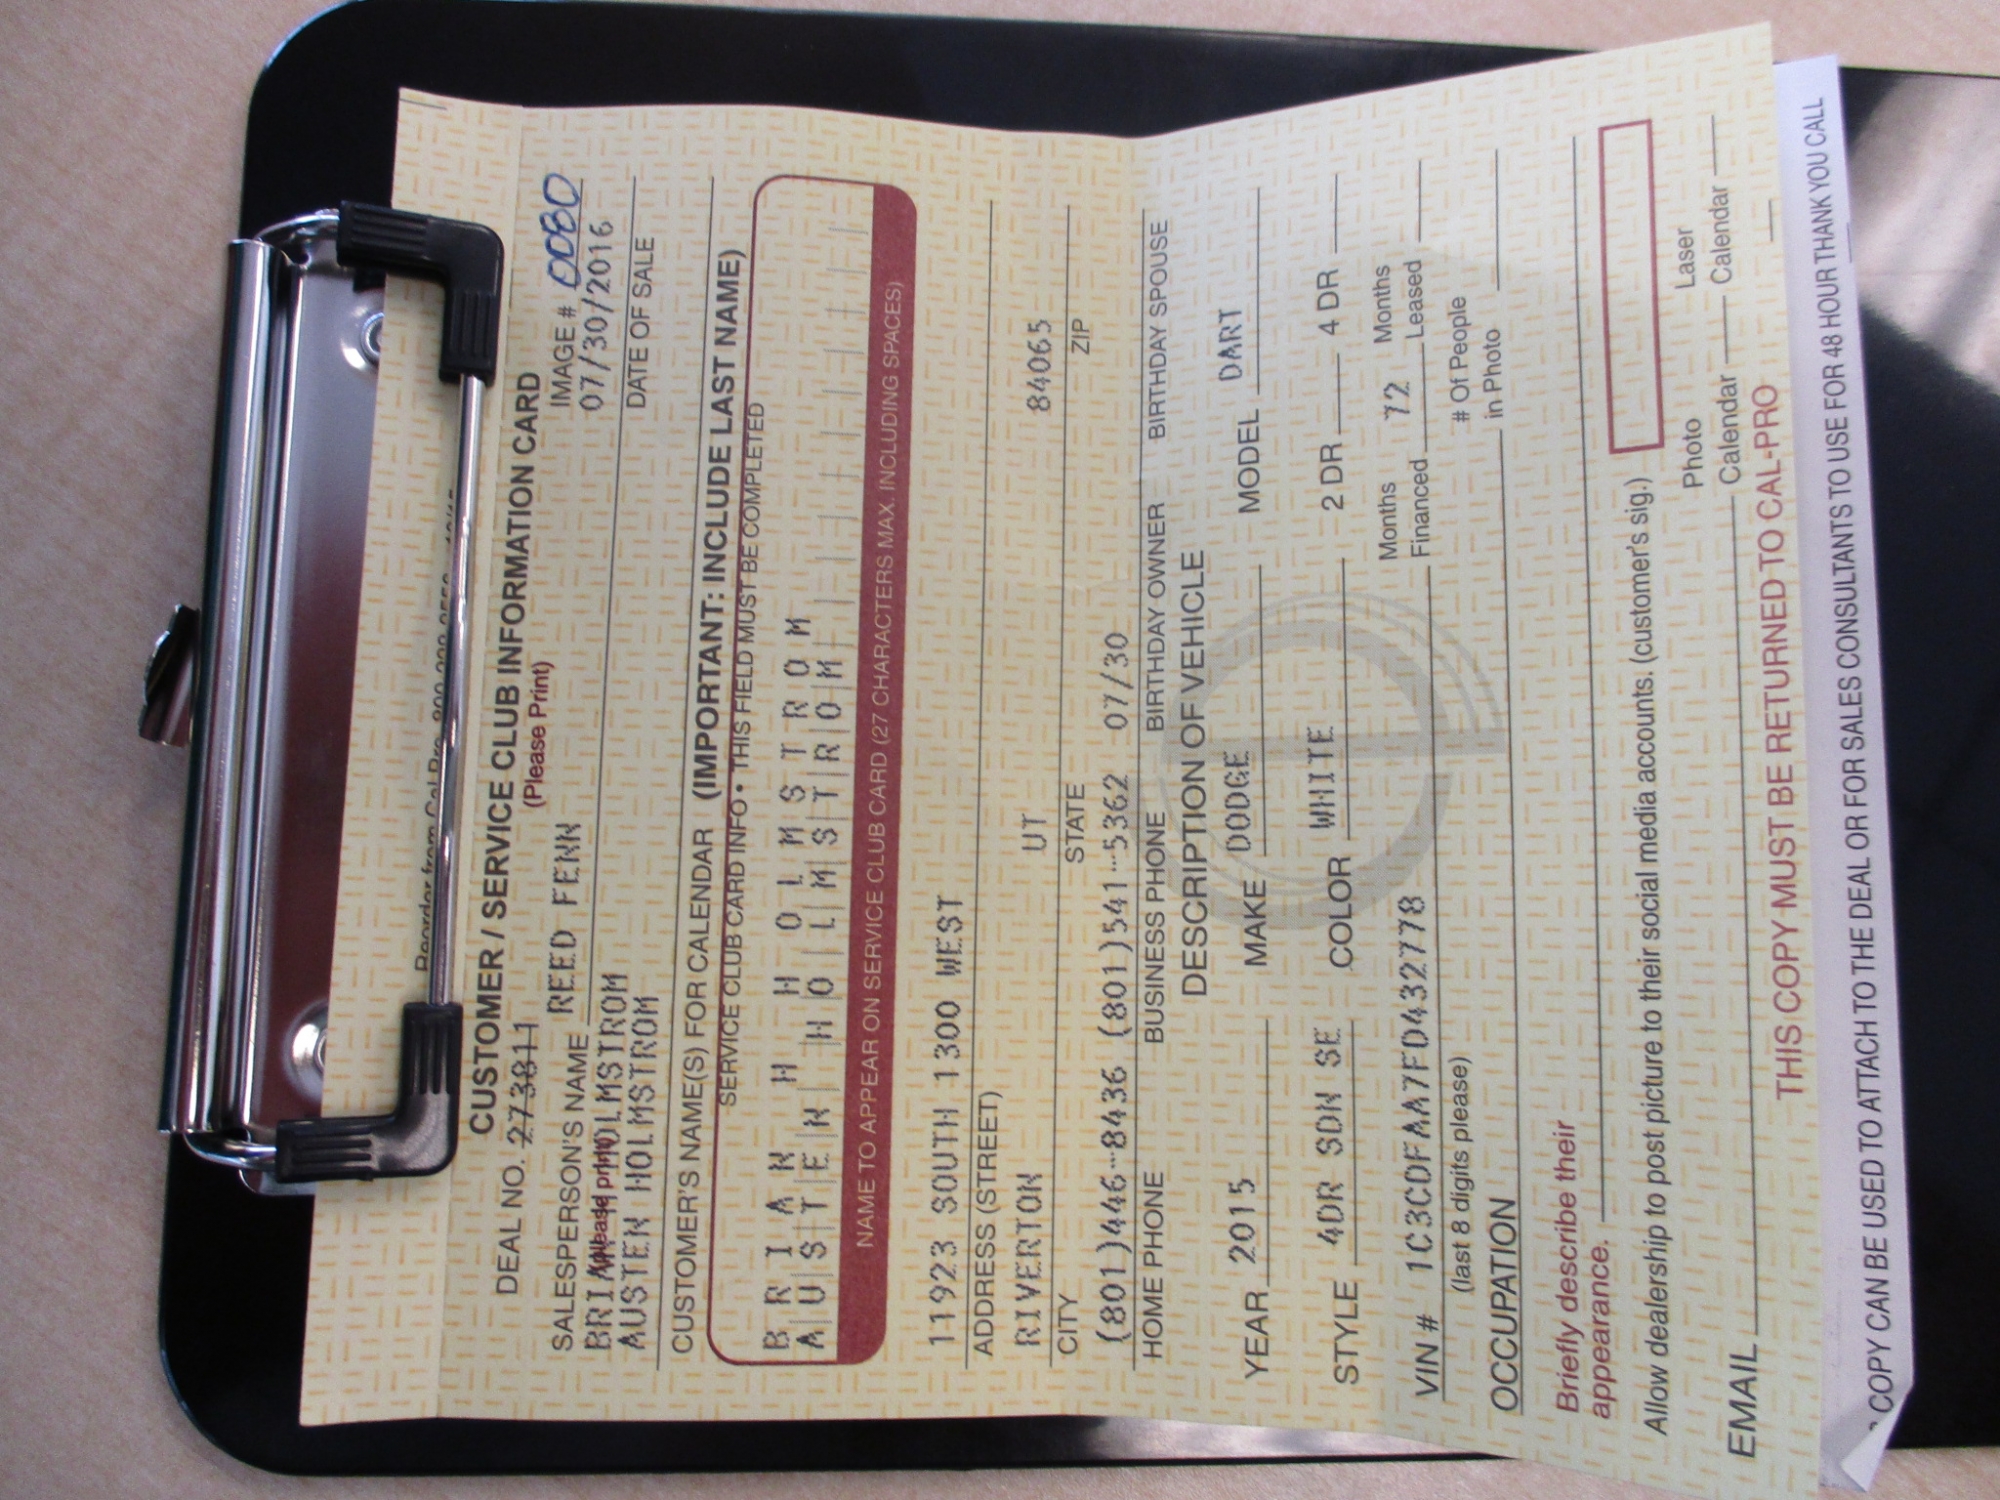 Reorder from Cal-Pro
CUSTOMER / SERVICE CLUB INFORMATION CARD
(Please Print)
DEAL NO. 273811
IMAGE # 0080
SALESPERSON'S NAME REED FENN
07/30/2016
(please print)
BRIAN HOLMSTROM
DATE OF SALE
AUSTEN HOLMSTROM
CUSTOMER'S NAME(S) FOR CALENDAR (IMPORTANT: INCLUDE LAST NAME)
SERVICE CLUB CARD INFO • THIS FIELD MUST BE COMPLETED
BRIAN H HOLMSTROM
AUSTEN HOLMSTROM
NAME TO APPEAR ON SERVICE CLUB CARD (27 CHARACTERS MAX. INCLUDING SPACES)
11923 SOUTH 1300 WEST
ADDRESS (STREET)
RIVERTON UT 84065
CITY STATE ZIP
(801)446-8436 (801)541-5362 07/30
HOME PHONE BUSINESS PHONE BIRTHDAY OWNER BIRTHDAY SPOUSE
DESCRIPTION OF VEHICLE
YEAR 2015 MAKE DODGE MODEL DART
STYLE 4DR SDN SE COLOR WHITE 2 DR 4 DR
VIN # 1C3CDFAA7FD432778 Months Financed 72 Months Leased
(last 8 digits please)
OCCUPATION # Of People in Photo
Briefly describe their
appearance.
Allow dealership to post picture to their social media accounts. (customer's sig.)
EMAIL Photo Calendar Laser Calendar
THIS COPY MUST BE RETURNED TO CAL-PRO
COPY CAN BE USED TO ATTACH TO THE DEAL OR FOR SALES CONSULTANTS TO USE FOR 48 HOUR THANK YOU CALL